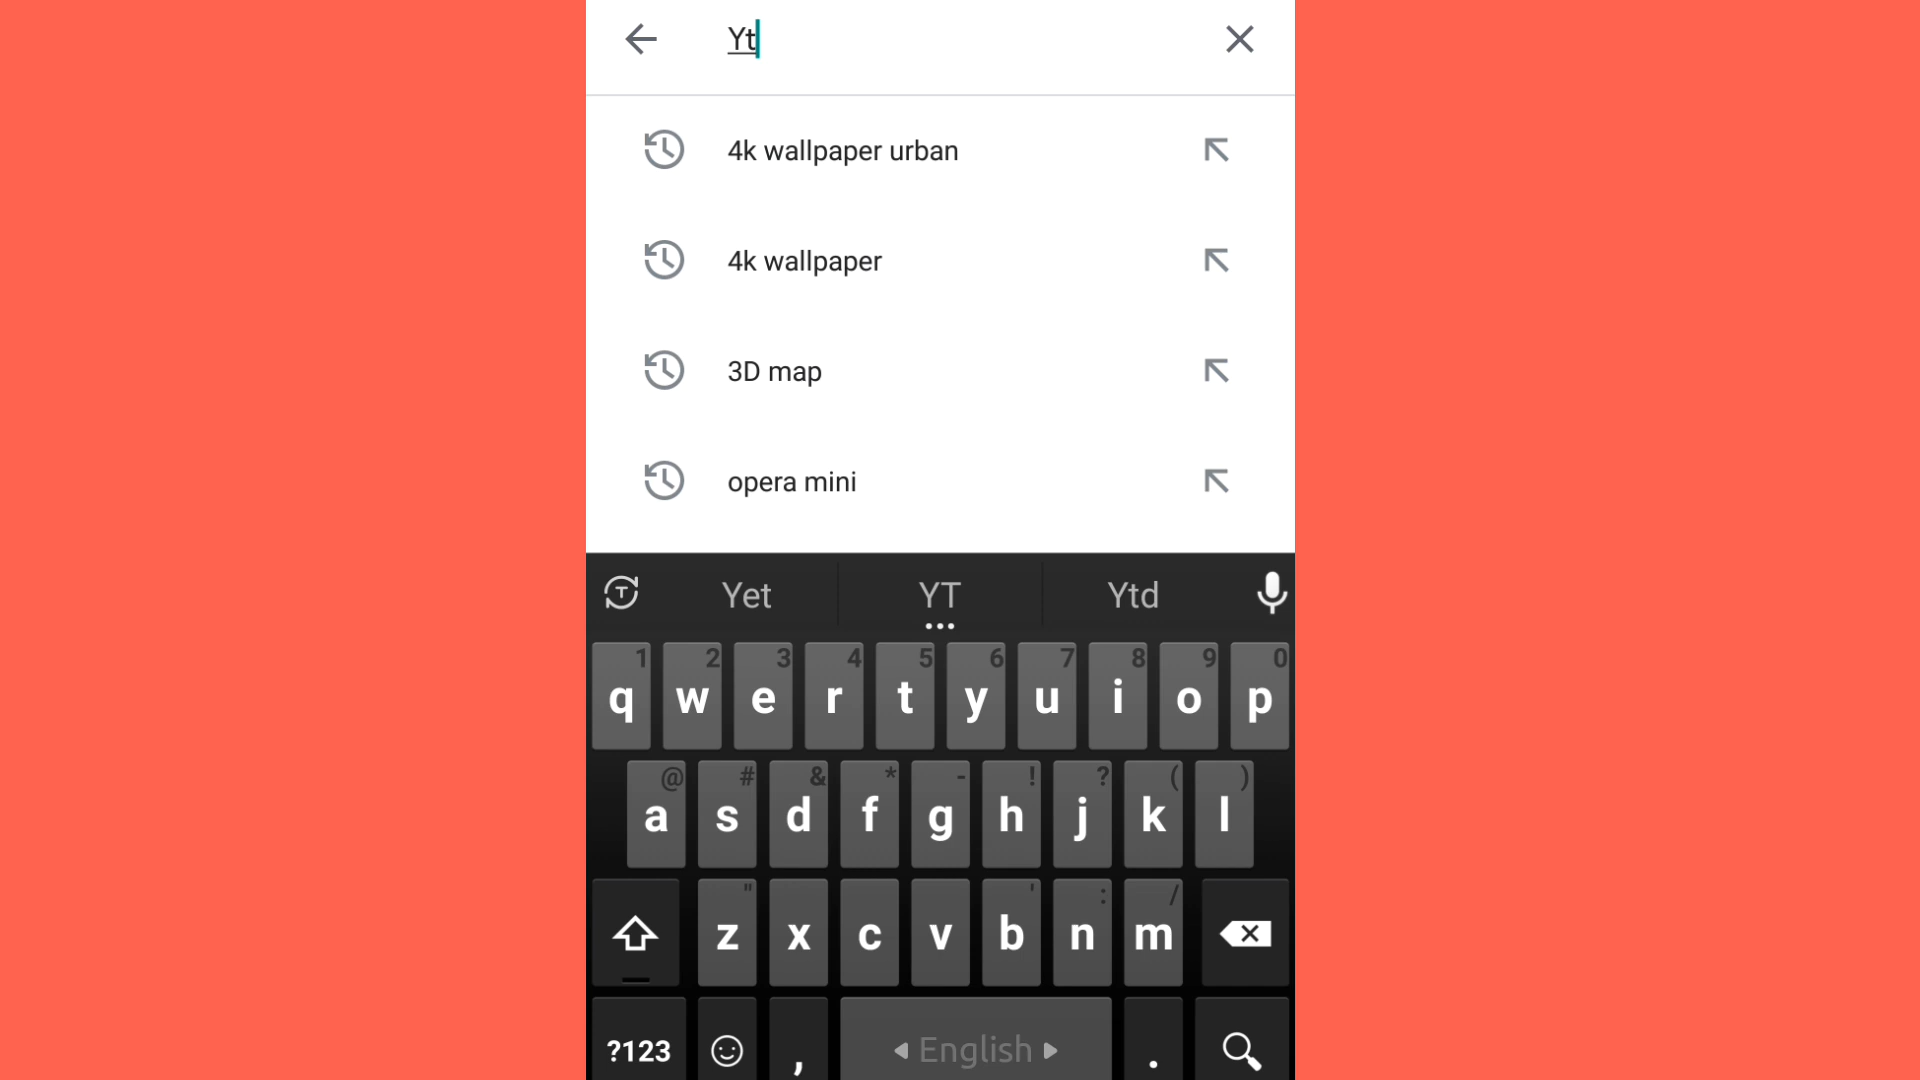 Yt
4k wallpaper urban
4k wallpaper
3D map
opera mini
T Yet YT Ytd
1 2 3 4 5 6 7 8 9 0
q w e r t y u i o p
@ # & * - ! ? ( )
a s d f g h j k l
" ' : /
z x c v b n m
?123 , English .